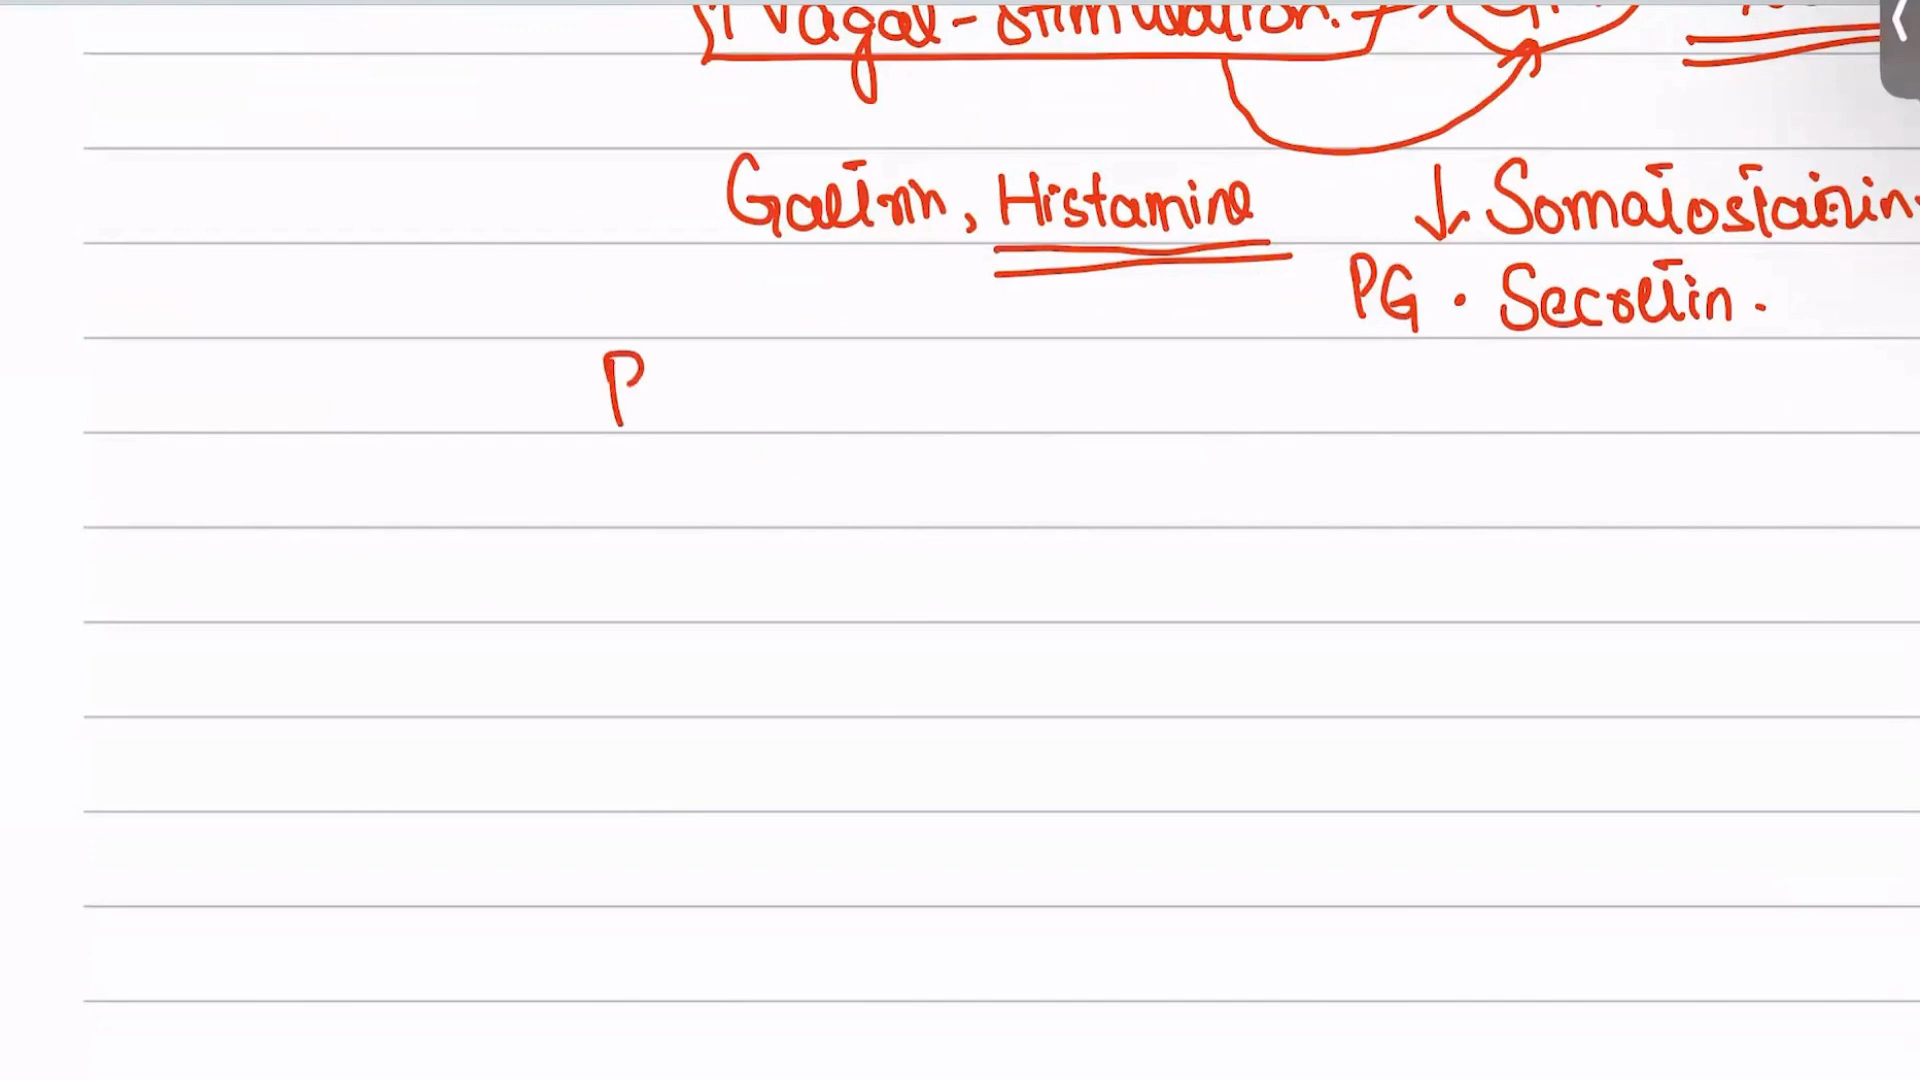 Vagal-Stimulation.
Gastrin, Histamine ↓ Somatostatin.
PG . Secretin .
P